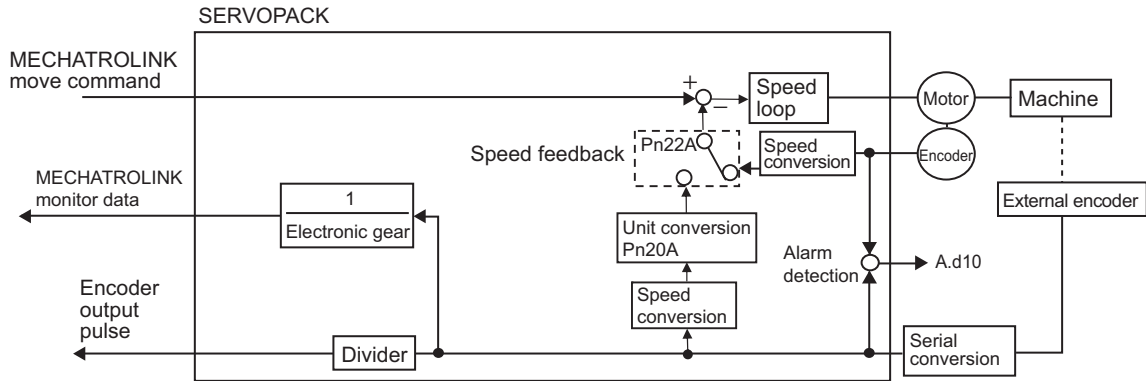 SERVOPACK
MECHATROLINK
move command
+
−
Speed
loop
Motor
Machine
Speed feedback
Pn22A
Speed
conversion
Encoder
MECHATROLINK
monitor data
1
Electronic gear
Unit conversion
Pn20A
External encoder
Alarm
detection
A.d10
Encoder
output
pulse
Speed
conversion
Divider
Serial
conversion